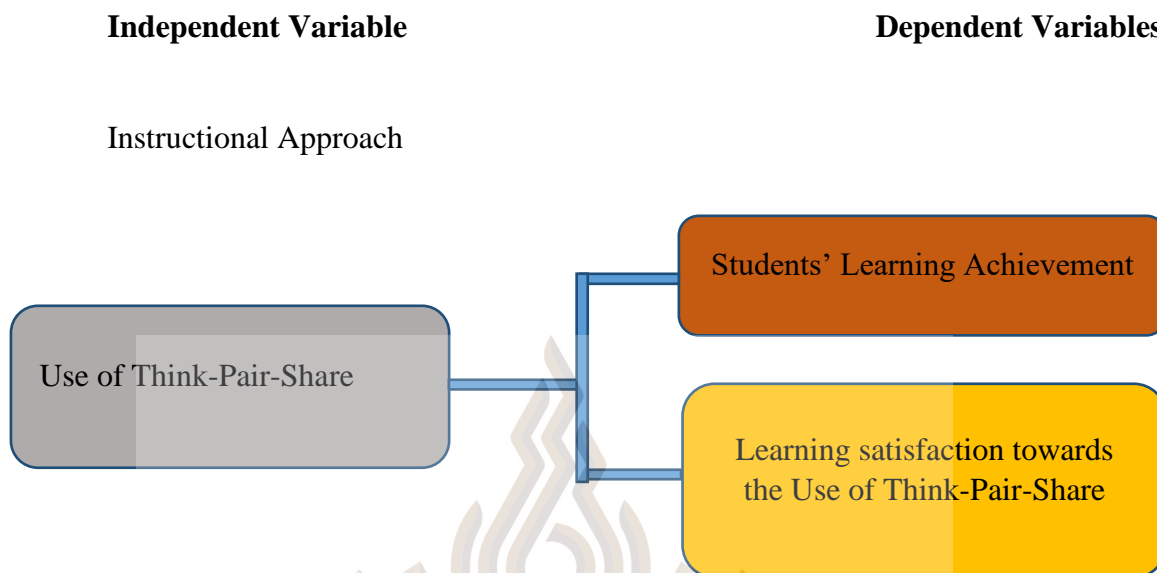 Independent Variable
Dependent Variables
Instructional Approach
Students’ Learning Achievement
Use of Think-Pair-Share
Learning satisfaction towards
the Use of Think-Pair-Share